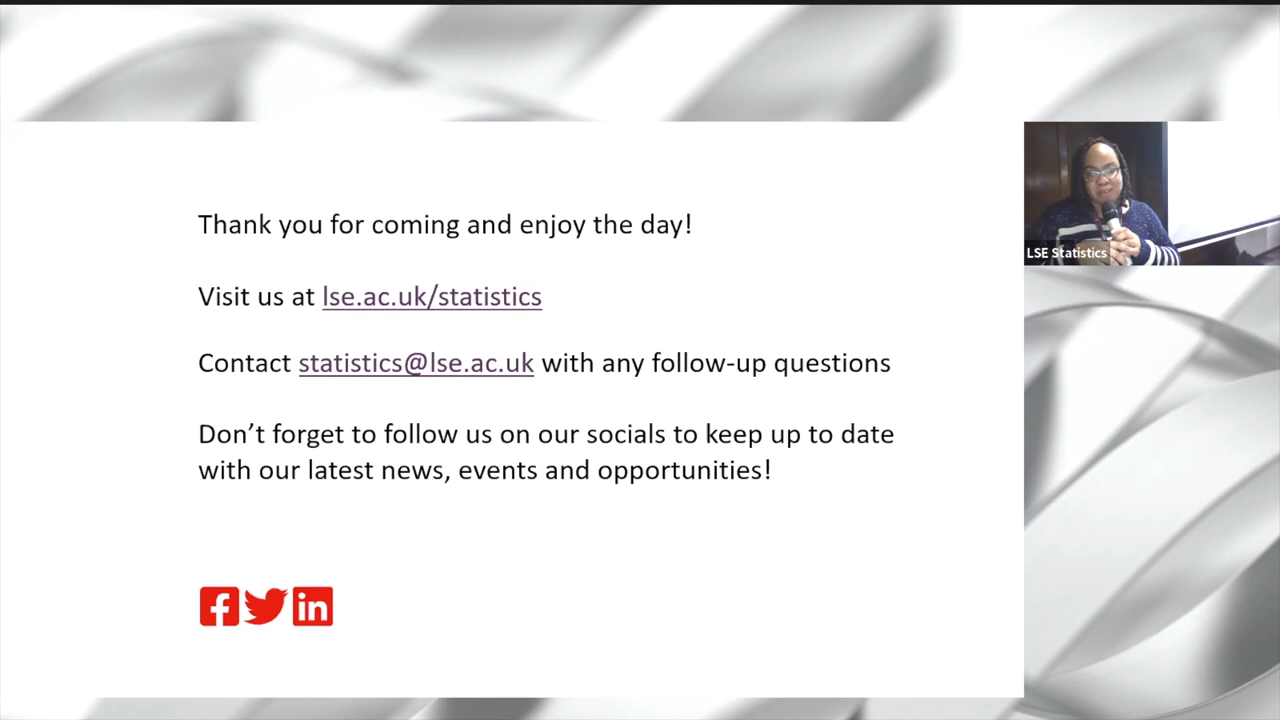 Thank you for coming and enjoy the day!
Visit us at lse.ac.uk/statistics
Contact statistics@lse.ac.uk with any follow-up questions
Don’t forget to follow us on our socials to keep up to date
with our latest news, events and opportunities!
LSE Statistics